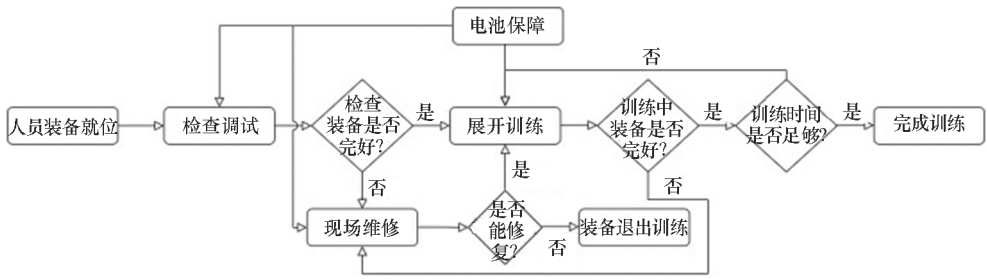 电池保障
否
人员装备就位
检查调试
检查
装备是否
完好?
是
展开训练
训练中
装备是否
完好?
是
训练时间
是否足够?
是
完成训练
否
是
否
现场维修
是否
能修
复?
否
装备退出训练